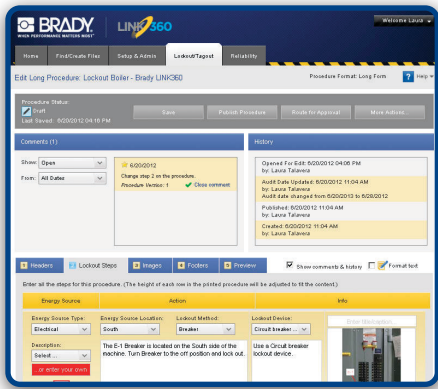 BRADY
WHEN PERFORMANCE MATTERS MOST
LINK360
Welcome Laura
Home
Find/Create Files
Setup & Admin
Lockout/Tagout
Reliability
Edit Long Procedure: Lockout Boiler - Brady LINK360
Procedure Format: Long Form
? Help
Procedure Status:
Draft
Last Saved: 6/20/2012 04:16 PM
Save
Publish Procedure
Route for Approval
More Actions...
Comments (1)
History
Show: Open
From: All Dates
6/20/2012
Change step 2 on the procedure.
Procedure Version: 1
Close comment
Opened For Edit: 6/20/2012 04:06 PM
by: Laura Talavera
Audit Date Updated: 6/20/2012 11:04 AM
by: Laura Talavera
Audit date changed from 6/20/2013 to 6/28/2012
Published: 6/20/2012 11:04 AM
by: Laura Talavera
Created: 6/20/2012 11:04 AM
by: Laura Talavera
1 Headers
2 Lockout Steps
3 Images
4 Footers
5 Preview
Show comments & history
Format text
Enter all the steps for this procedure. (The height of each row in the printed procedure will be adjusted to fit the content.)
Energy Source
Action
Info
Energy Source Type:
Electrical
Energy Source Location:
South
Lockout Method:
Breaker
Lockout Device:
Circuit breaker ...
Description:
Select ...
... or enter your own
The E-1 Breaker is located on the South side of the
machine. Turn Breaker to the off position and lock out.
Use a Circuit breaker
lockout device.